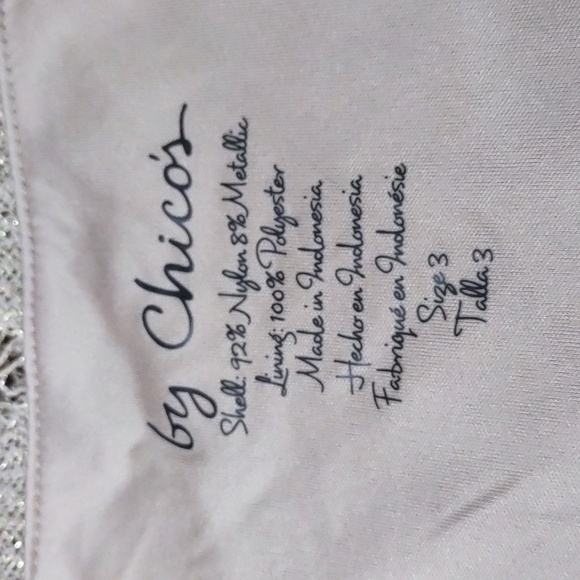 by Chico's
Shell: 92% Nylon 8% Metallic
Lining: 100% Polyester
Made in Indonesia
Hecho en Indonesia
Fabriqué en Indonésie
Size 3
Talla 3